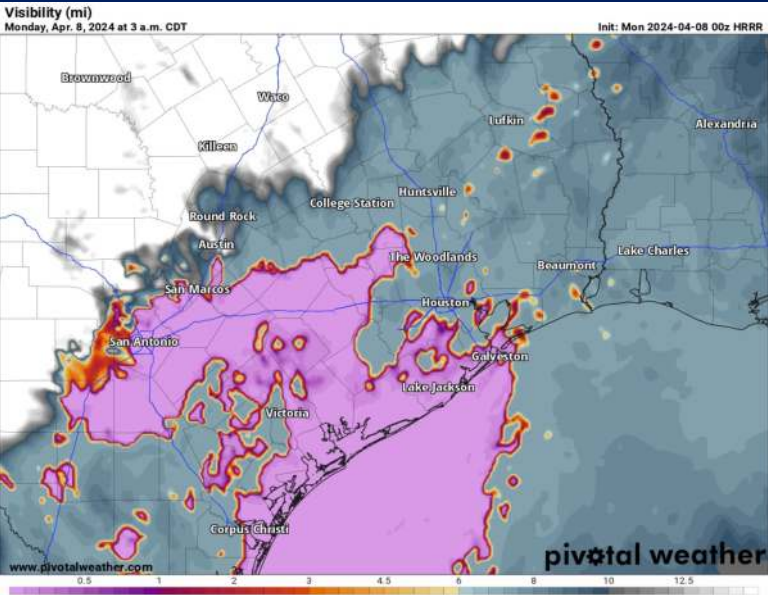 Visibility (mi)
Monday, Apr. 8, 2024 at 3 a.m. CDT
Init: Mon 2024-04-08 00z HRRR
Brownwood
Waco
Lufkin
Alexandria
Killeen
Huntsville
College Station
Round Rock
Austin
Lake Charles
The Woodlands
Beaumont
San Marcos
Houston
San Antonio
Galveston
Lake Jackson
Victoria
Corpus Christi
pivotal weather
www.pivotalweather.com
0.5 1 2 3 4.5 6 8 10 12.5